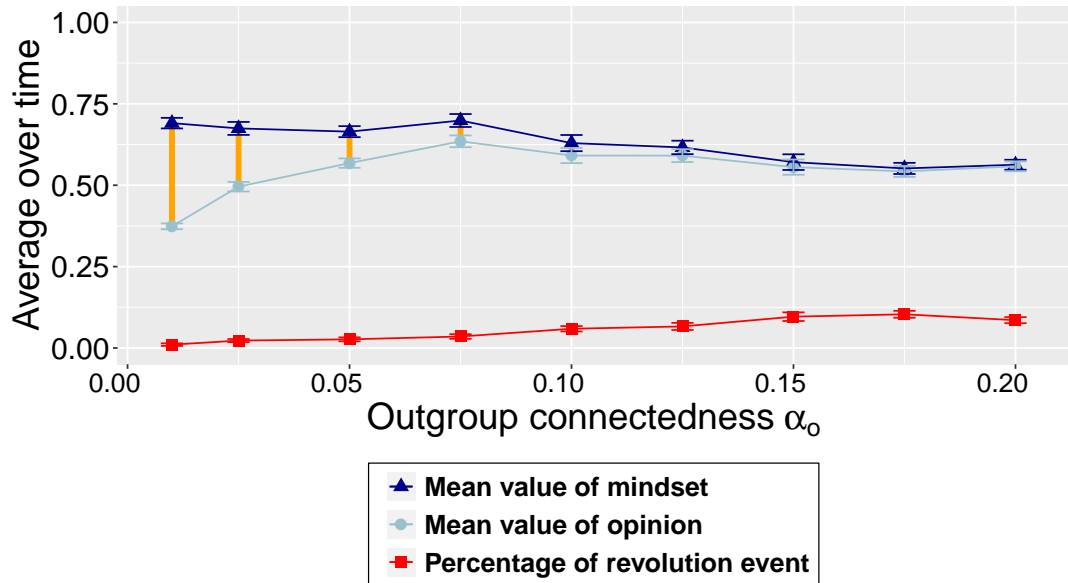 Average over time
1.00
0.75
0.50
0.25
0.00
0.00 0.05 0.10 0.15 0.20
Outgroup connectedness αₒ
Mean value of mindset
Mean value of opinion
Percentage of revolution event